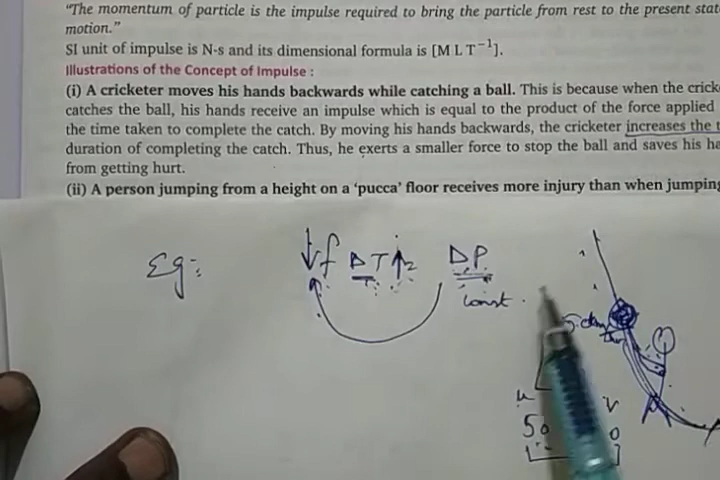 "The momentum of particle is the impulse required to bring the particle from rest to the present stat
motion."
SI unit of impulse is N-s and its dimensional formula is [M L T⁻¹].
Illustrations of the Concept of Impulse :
(i) A cricketer moves his hands backwards while catching a ball. This is because when the crick
catches the ball, his hands receive an impulse which is equal to the product of the force applied
the time taken to complete the catch. By moving his hands backwards, the cricketer increases the t
duration of completing the catch. Thus, he exerts a smaller force to stop the ball and saves his ha
from getting hurt.
(ii) A person jumping from a height on a 'pucca' floor receives more injury than when jumping
Eg:- ↓f ΔT↑ ΔP
const.
u v
50 0